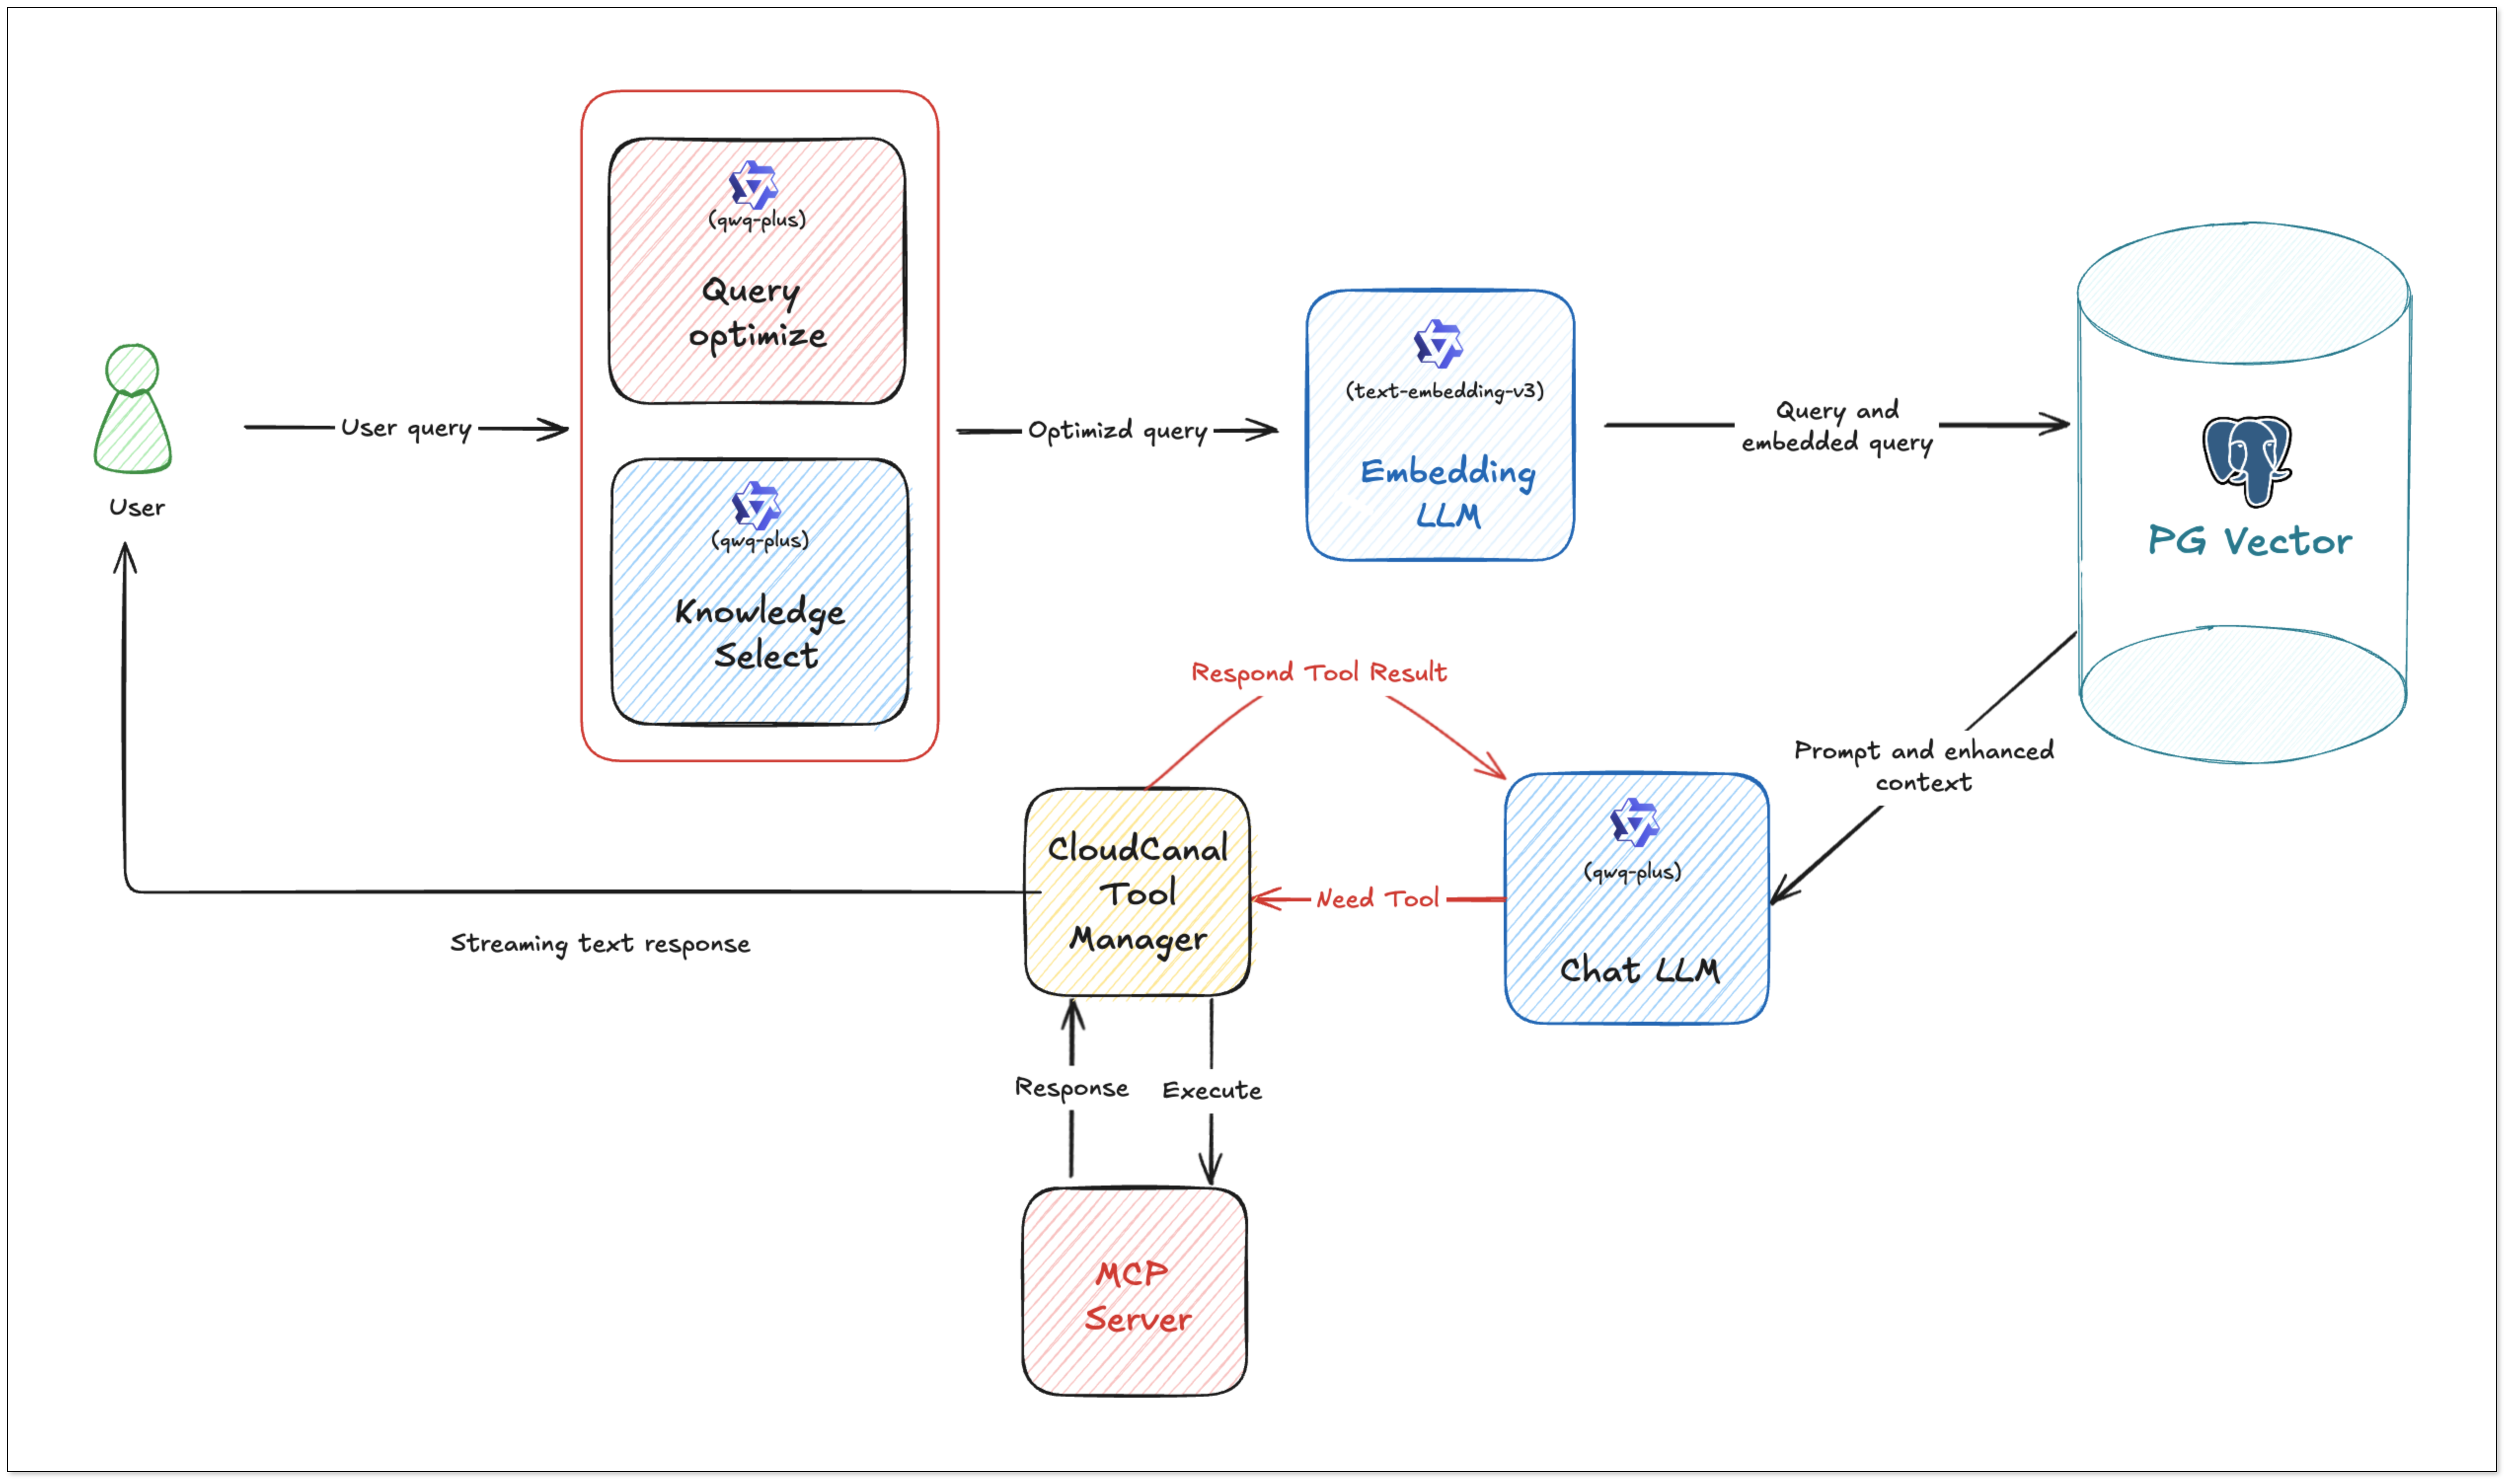 (qwq-plus)
Query
optimize
User query
User
(qwq-plus)
Knowledge
Select
Optimizd query
(text-embedding-v3)
Embedding
LLM
Query and
embedded query
PG Vector
Respond Tool Result
Prompt and enhanced
context
CloudCanal
Tool
Manager
Need Tool
(qwq-plus)
Chat LLM
Streaming text response
Response
Execute
MCP
Server